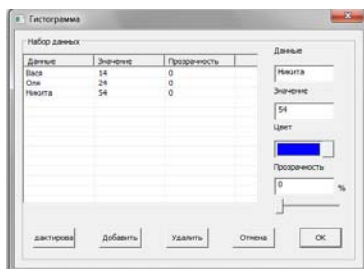 Гистограмма
Набор данных
Данные Значение Прозрачность
Вася 14 0
Оля 24 0
Никита 54 0
Данные
Никита
Значение
54
Цвет
Прозрачность
0 %
дактирова Добавить Удалить Отмена ОК